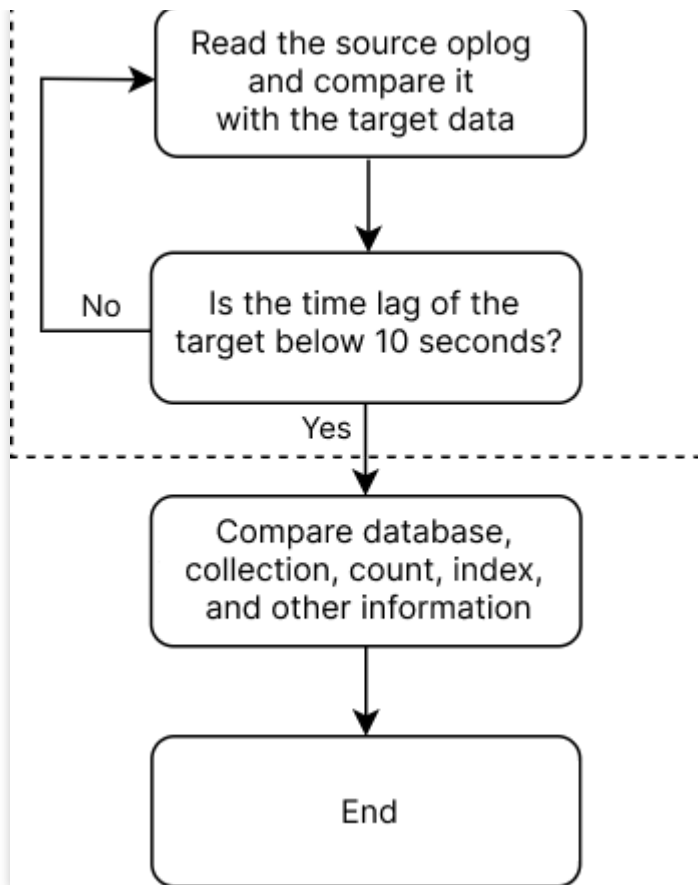 Read the source oplog
and compare it
with the target data
No
Is the time lag of the
target below 10 seconds?
Yes
Compare database,
collection, count, index,
and other information
End